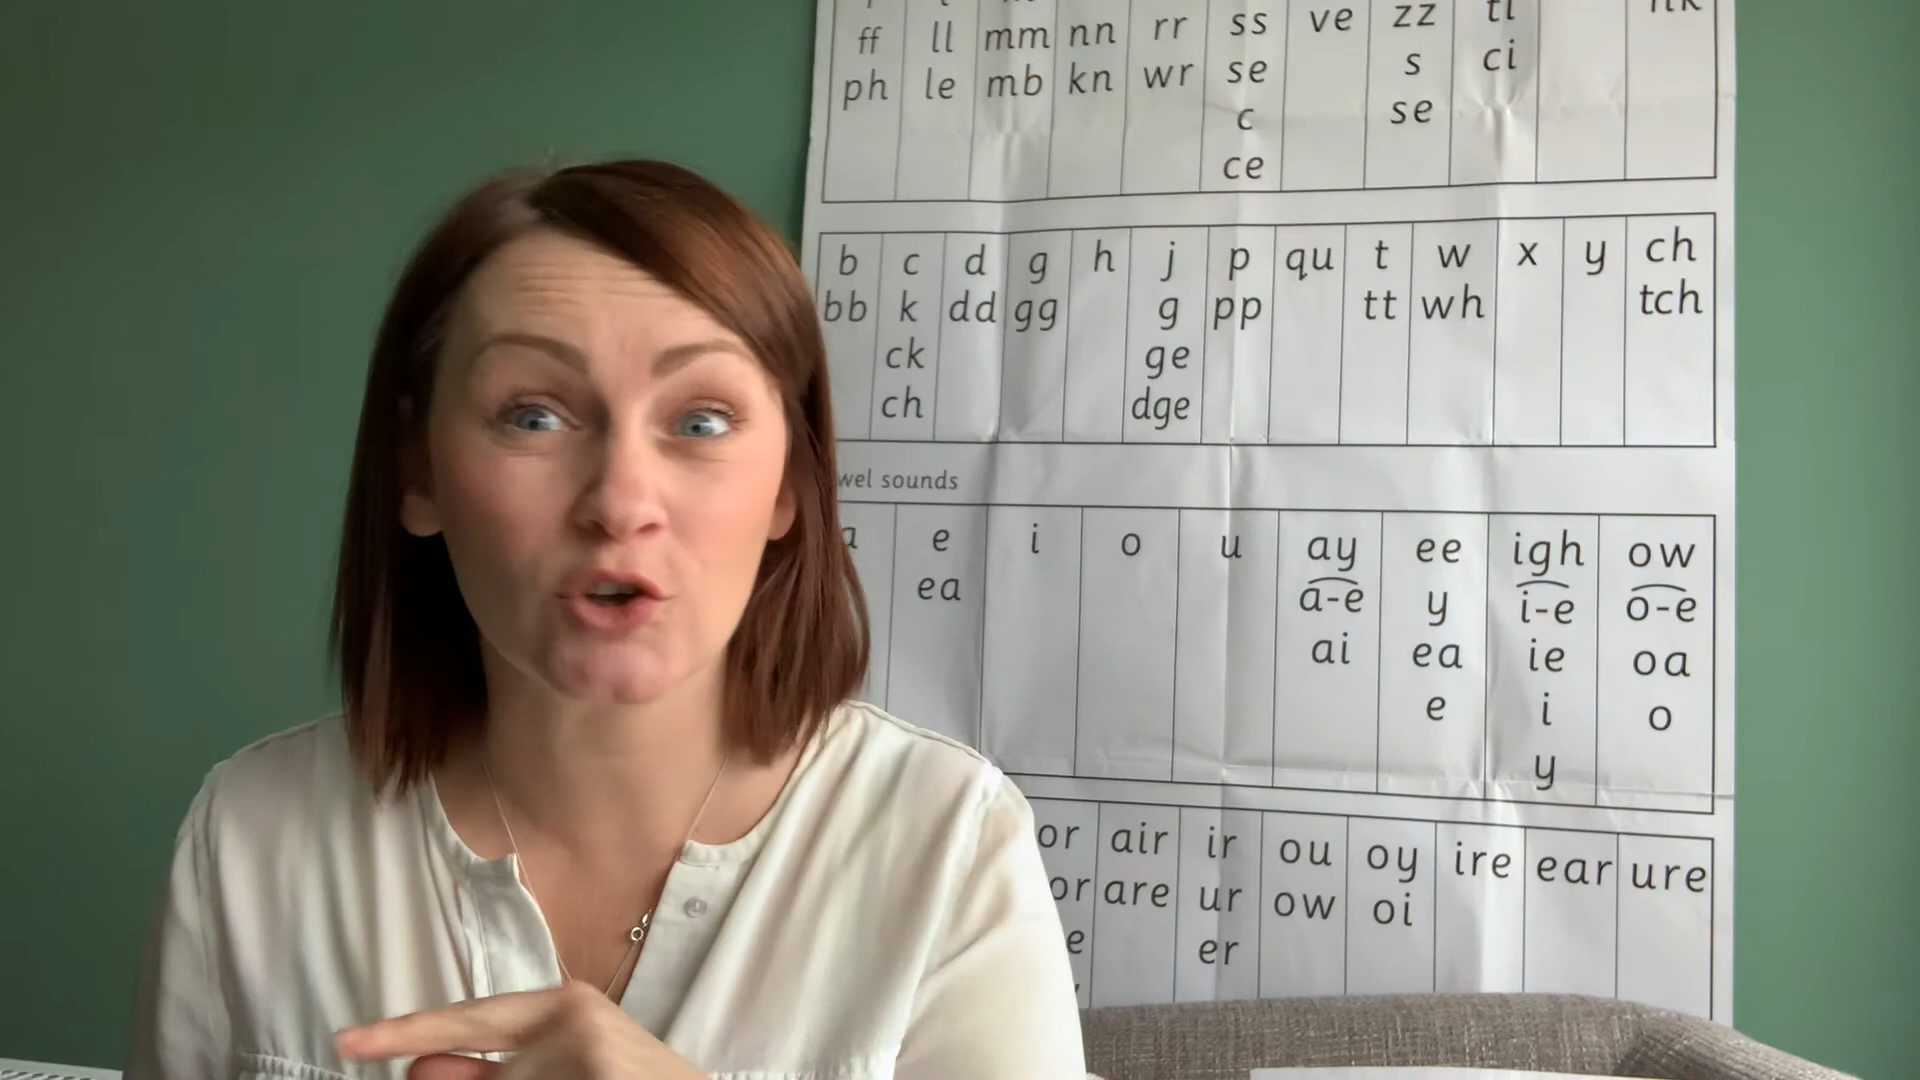 ff ll mm nn rr ss ve zz ti
ph le mb kn wr se s ci
c se
ce
b c d g h j p qu t w x y ch
bb k dd gg g pp tt wh tch
ck ge
ch dge
wel sounds
a e i o u ay ee igh ow
ea a-e y i-e o-e
ai ea ie oa
e i o
y
or air ir ou oy ire ear ure
or are ur ow oi
e er